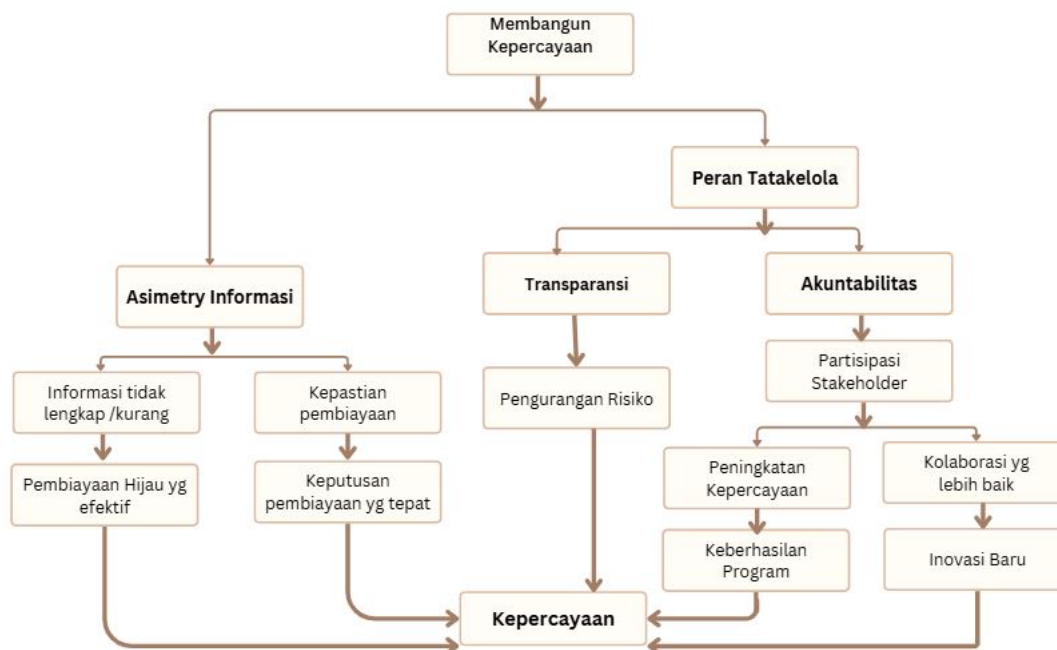 Membangun
Kepercayaan
Peran Tatakelola
Asimetry Informasi
Transparansi
Akuntabilitas
Informasi tidak
lengkap /kurang
Kepastian
pembiayaan
Pengurangan Risiko
Partisipasi
Stakeholder
Pembiayaan Hijau yg
efektif
Keputusan
pembiayaan yg tepat
Peningkatan
Kepercayaan
Kolaborasi yg
lebih baik
Keberhasilan
Program
Inovasi Baru
Kepercayaan